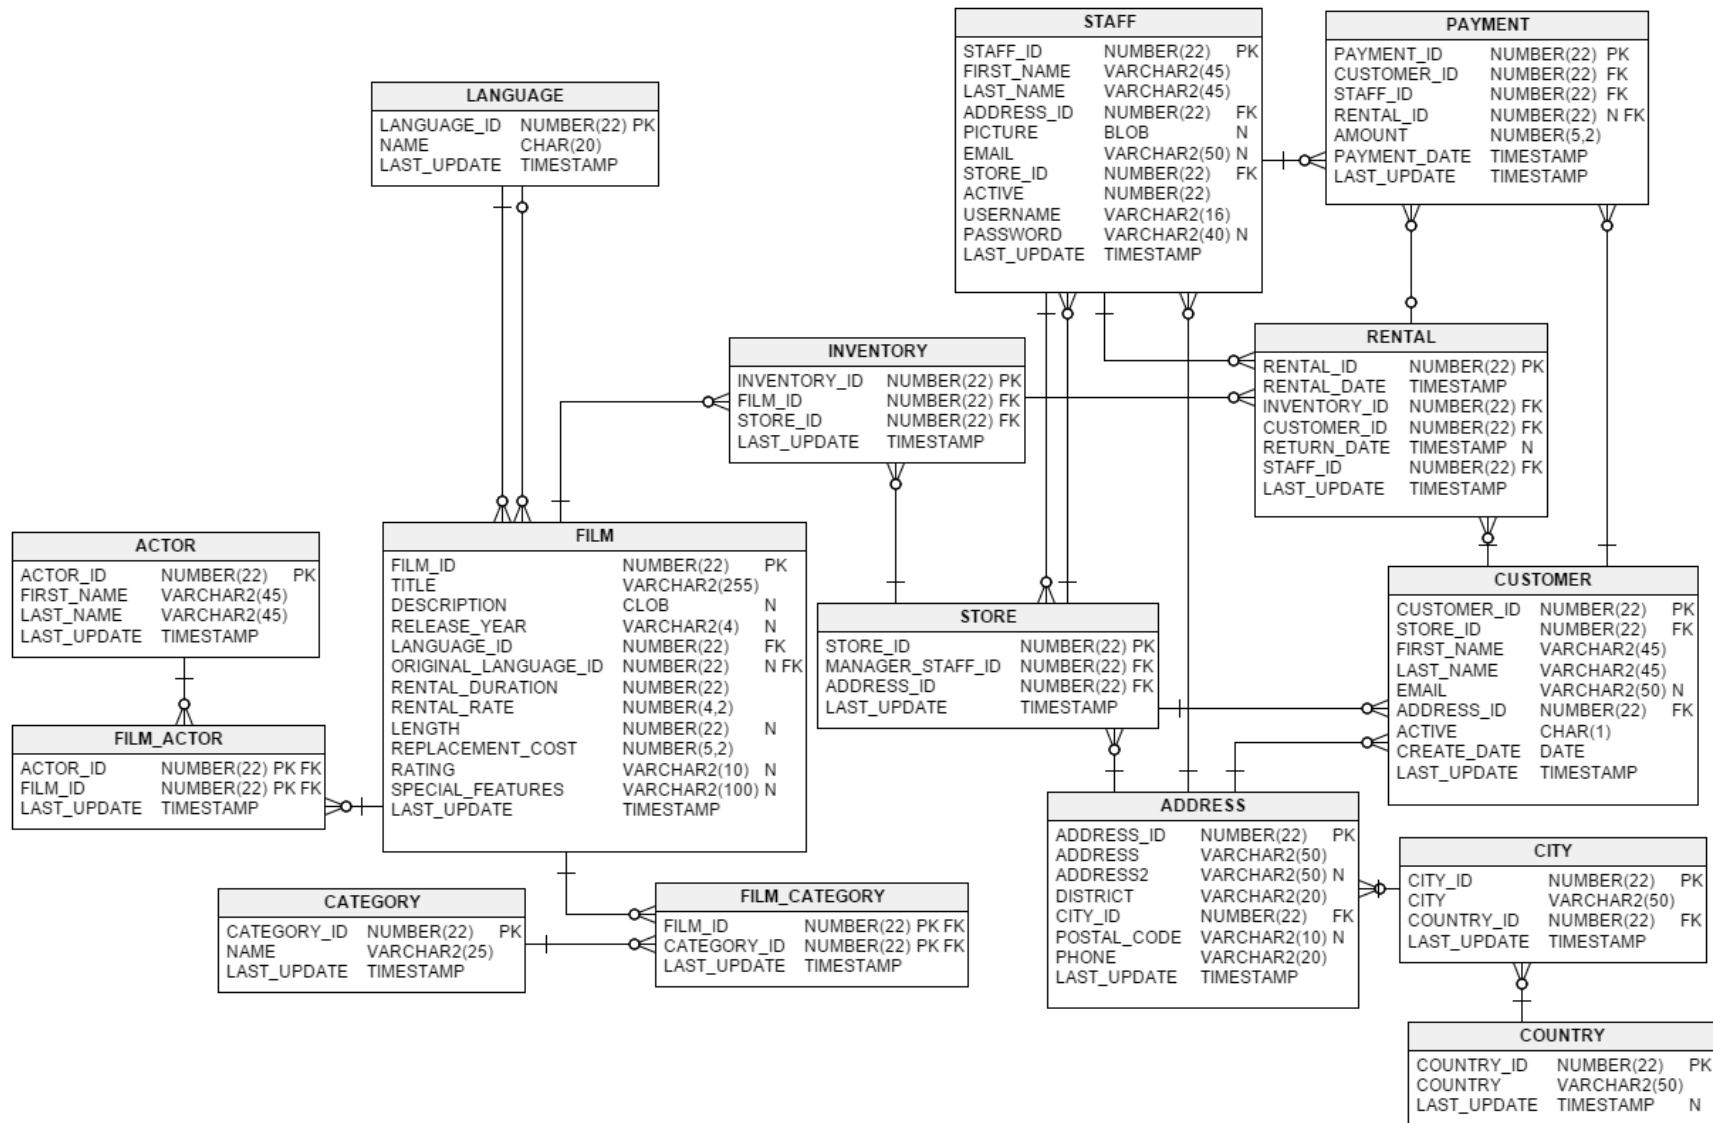 STAFF
STAFF_ID NUMBER(22) PK
FIRST_NAME VARCHAR2(45)
LAST_NAME VARCHAR2(45)
ADDRESS_ID NUMBER(22) FK
PICTURE BLOB N
EMAIL VARCHAR2(50) N
STORE_ID NUMBER(22) FK
ACTIVE NUMBER(22)
USERNAME VARCHAR2(16)
PASSWORD VARCHAR2(40) N
LAST_UPDATE TIMESTAMP
PAYMENT
PAYMENT_ID NUMBER(22) PK
CUSTOMER_ID NUMBER(22) FK
STAFF_ID NUMBER(22) FK
RENTAL_ID NUMBER(22) N FK
AMOUNT NUMBER(5,2)
PAYMENT_DATE TIMESTAMP
LAST_UPDATE TIMESTAMP
LANGUAGE
LANGUAGE_ID NUMBER(22) PK
NAME CHAR(20)
LAST_UPDATE TIMESTAMP
INVENTORY
INVENTORY_ID NUMBER(22) PK
FILM_ID NUMBER(22) FK
STORE_ID NUMBER(22) FK
LAST_UPDATE TIMESTAMP
RENTAL
RENTAL_ID NUMBER(22) PK
RENTAL_DATE TIMESTAMP
INVENTORY_ID NUMBER(22) FK
CUSTOMER_ID NUMBER(22) FK
RETURN_DATE TIMESTAMP N
STAFF_ID NUMBER(22) FK
LAST_UPDATE TIMESTAMP
ACTOR
ACTOR_ID NUMBER(22) PK
FIRST_NAME VARCHAR2(45)
LAST_NAME VARCHAR2(45)
LAST_UPDATE TIMESTAMP
FILM
FILM_ID NUMBER(22) PK
TITLE VARCHAR2(255)
DESCRIPTION CLOB N
RELEASE_YEAR VARCHAR2(4) N
LANGUAGE_ID NUMBER(22) FK
ORIGINAL_LANGUAGE_ID NUMBER(22) N FK
RENTAL_DURATION NUMBER(22)
RENTAL_RATE NUMBER(4,2)
LENGTH NUMBER(22) N
REPLACEMENT_COST NUMBER(5,2)
RATING VARCHAR2(10) N
SPECIAL_FEATURES VARCHAR2(100) N
LAST_UPDATE TIMESTAMP
STORE
STORE_ID NUMBER(22) PK
MANAGER_STAFF_ID NUMBER(22) FK
ADDRESS_ID NUMBER(22) FK
LAST_UPDATE TIMESTAMP
CUSTOMER
CUSTOMER_ID NUMBER(22) PK
STORE_ID NUMBER(22) FK
FIRST_NAME VARCHAR2(45)
LAST_NAME VARCHAR2(45)
EMAIL VARCHAR2(50) N
ADDRESS_ID NUMBER(22) FK
ACTIVE CHAR(1)
CREATE_DATE DATE
LAST_UPDATE TIMESTAMP
FILM_ACTOR
ACTOR_ID NUMBER(22) PK FK
FILM_ID NUMBER(22) PK FK
LAST_UPDATE TIMESTAMP
ADDRESS
ADDRESS_ID NUMBER(22) PK
ADDRESS VARCHAR2(50)
ADDRESS2 VARCHAR2(50) N
DISTRICT VARCHAR2(20)
CITY_ID NUMBER(22) FK
POSTAL_CODE VARCHAR2(10) N
PHONE VARCHAR2(20)
LAST_UPDATE TIMESTAMP
CITY
CITY_ID NUMBER(22) PK
CITY VARCHAR2(50)
COUNTRY_ID NUMBER(22) FK
LAST_UPDATE TIMESTAMP
CATEGORY
CATEGORY_ID NUMBER(22) PK
NAME VARCHAR2(25)
LAST_UPDATE TIMESTAMP
FILM_CATEGORY
FILM_ID NUMBER(22) PK FK
CATEGORY_ID NUMBER(22) PK FK
LAST_UPDATE TIMESTAMP
COUNTRY
COUNTRY_ID NUMBER(22) PK
COUNTRY VARCHAR2(50)
LAST_UPDATE TIMESTAMP N